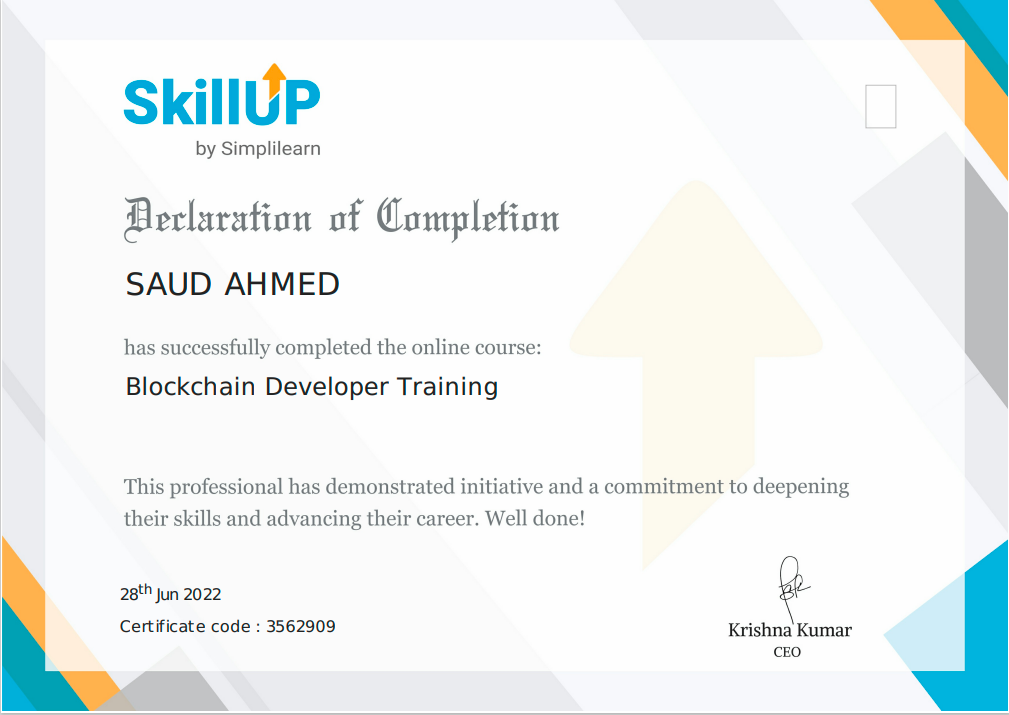 SkillUP
by Simplilearn
Declaration of Completion
SAUD AHMED
has successfully completed the online course:
Blockchain Developer Training
This professional has demonstrated initiative and a commitment to deepening
their skills and advancing their career. Well done!
28th Jun 2022
Certificate code : 3562909
Krishna Kumar
CEO